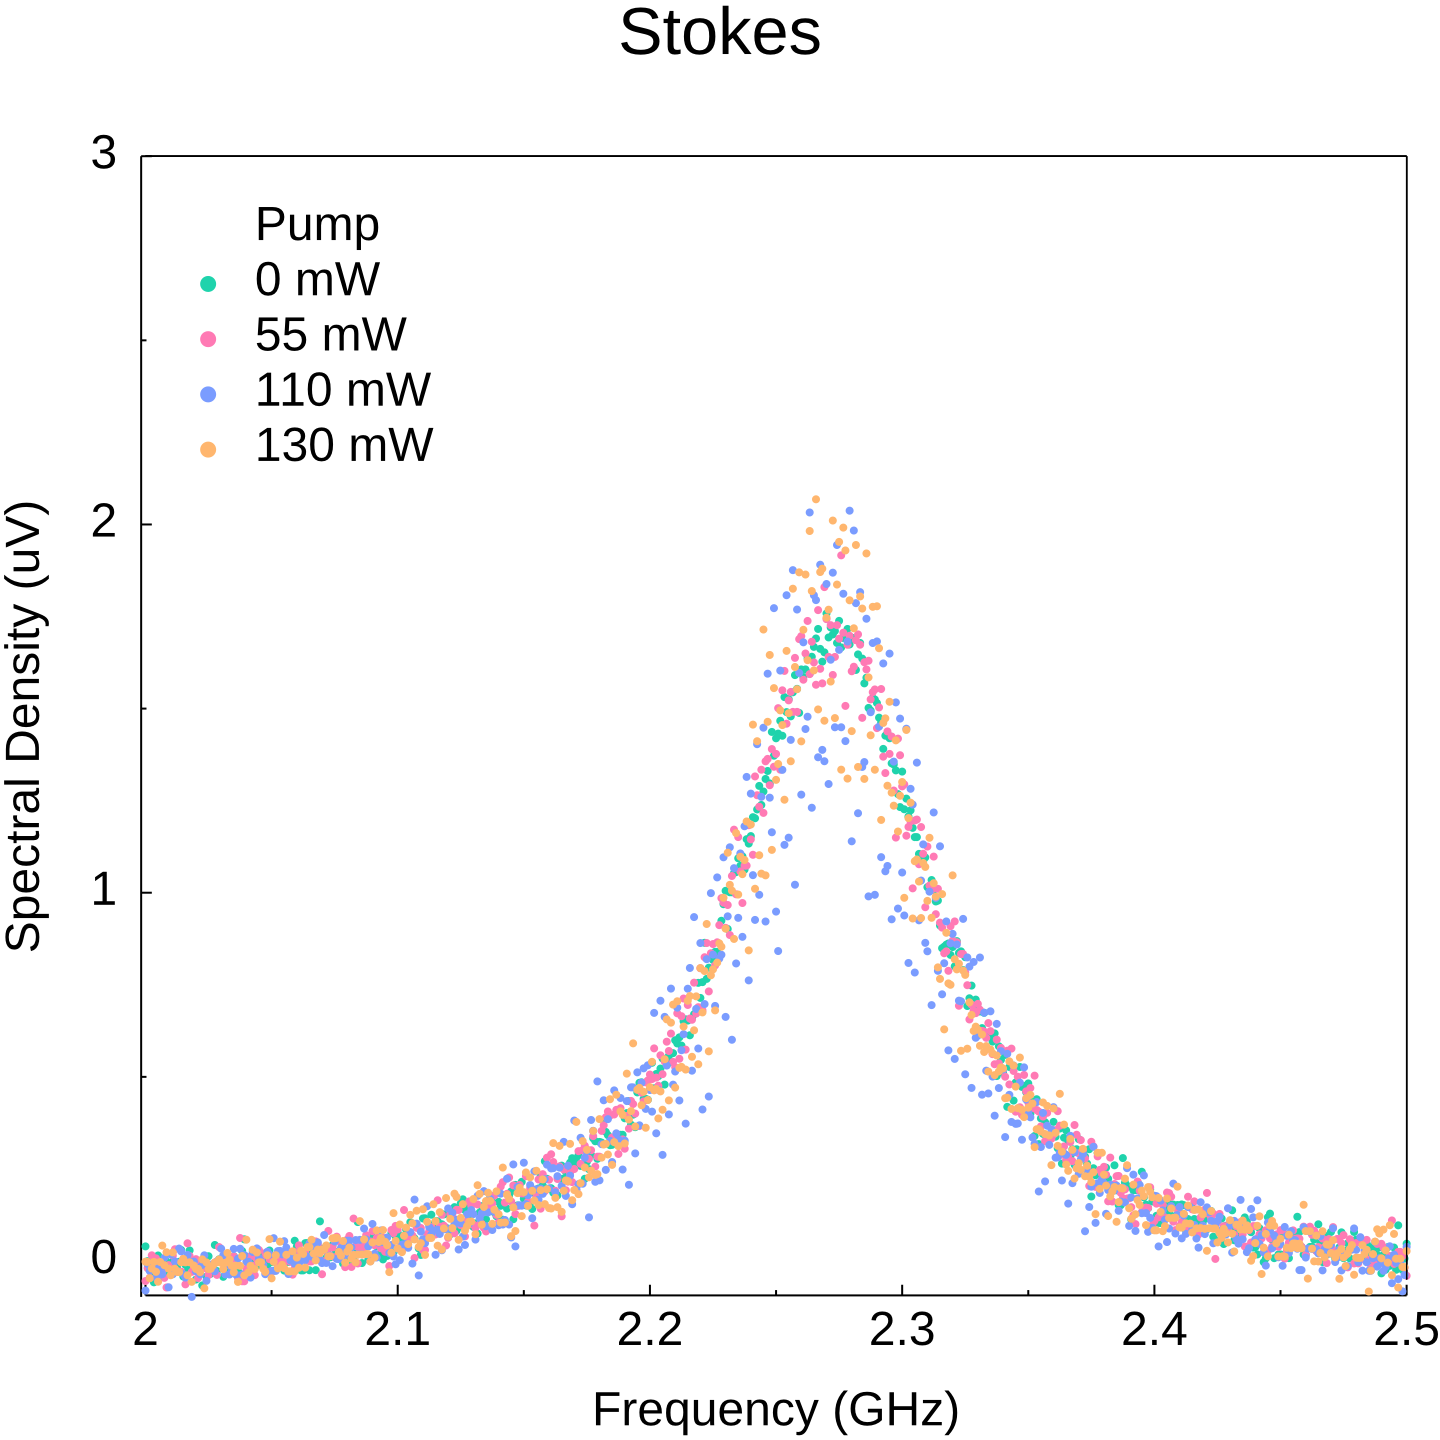 Stokes
3
2
1
0
Spectral Density (uV)
Pump
0 mW
55 mW
110 mW
130 mW
2 2.1 2.2 2.3 2.4 2.5
Frequency (GHz)